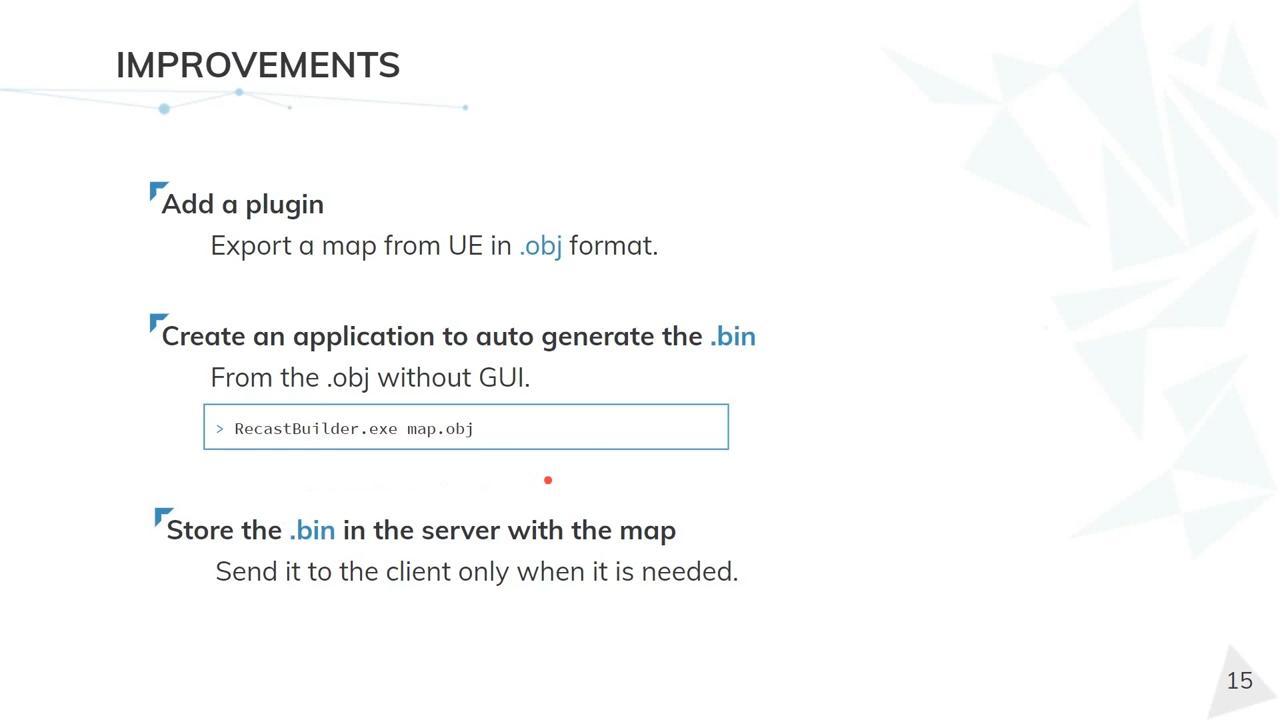 IMPROVEMENTS
Add a plugin
Export a map from UE in .obj format.
Create an application to auto generate the .bin
From the .obj without GUI.
> RecastBuilder.exe map.obj
Store the .bin in the server with the map
Send it to the client only when it is needed.
15